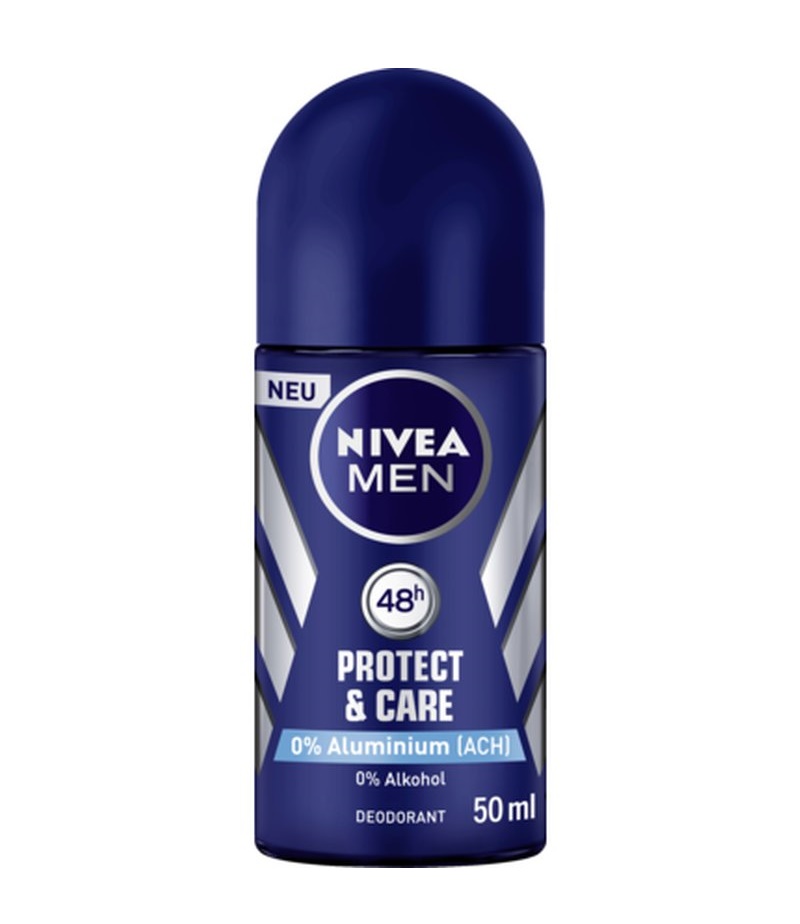 NEU
NIVEA
MEN
48h
PROTECT
& CARE
0% Aluminium (ACH)
0% Alkohol
DEODORANT
50 ml